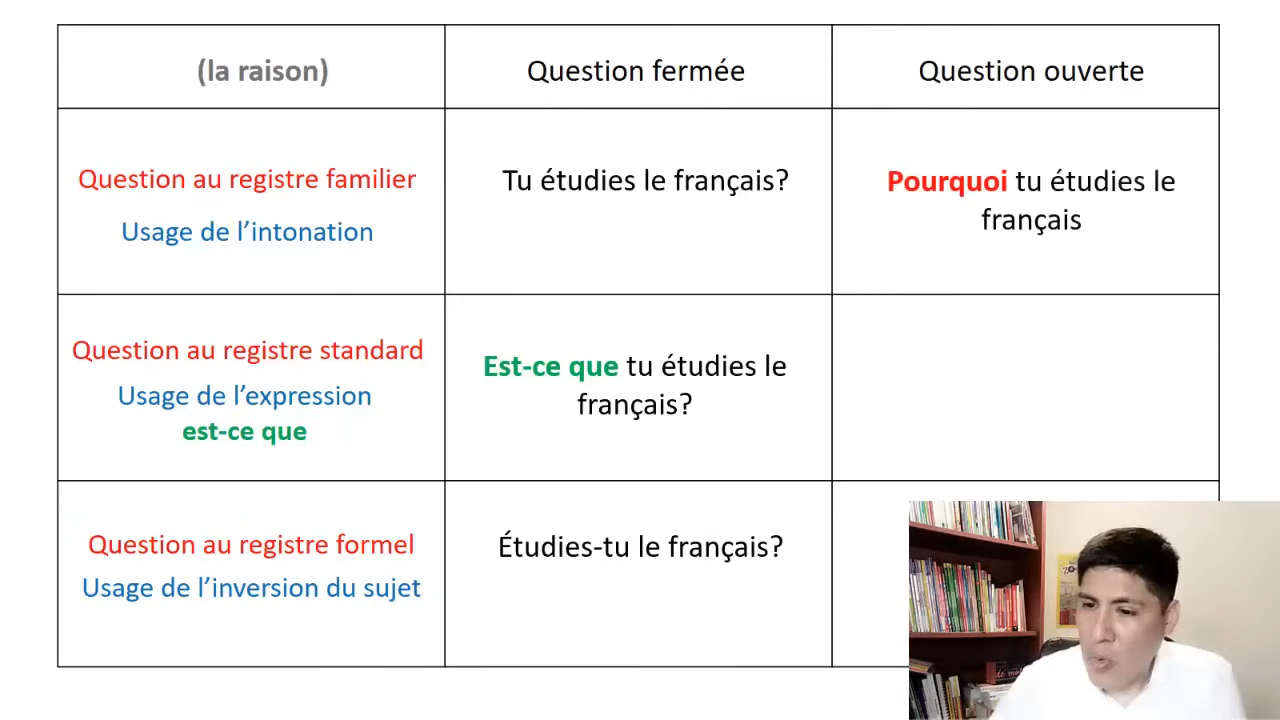 (la raison)
Question fermée
Question ouverte
Question au registre familier
Usage de l’intonation
Tu étudies le français?
Pourquoi tu étudies le
français
Question au registre standard
Usage de l’expression
est-ce que
Est-ce que tu étudies le
français?
Question au registre formel
Usage de l’inversion du sujet
Étudies-tu le français?